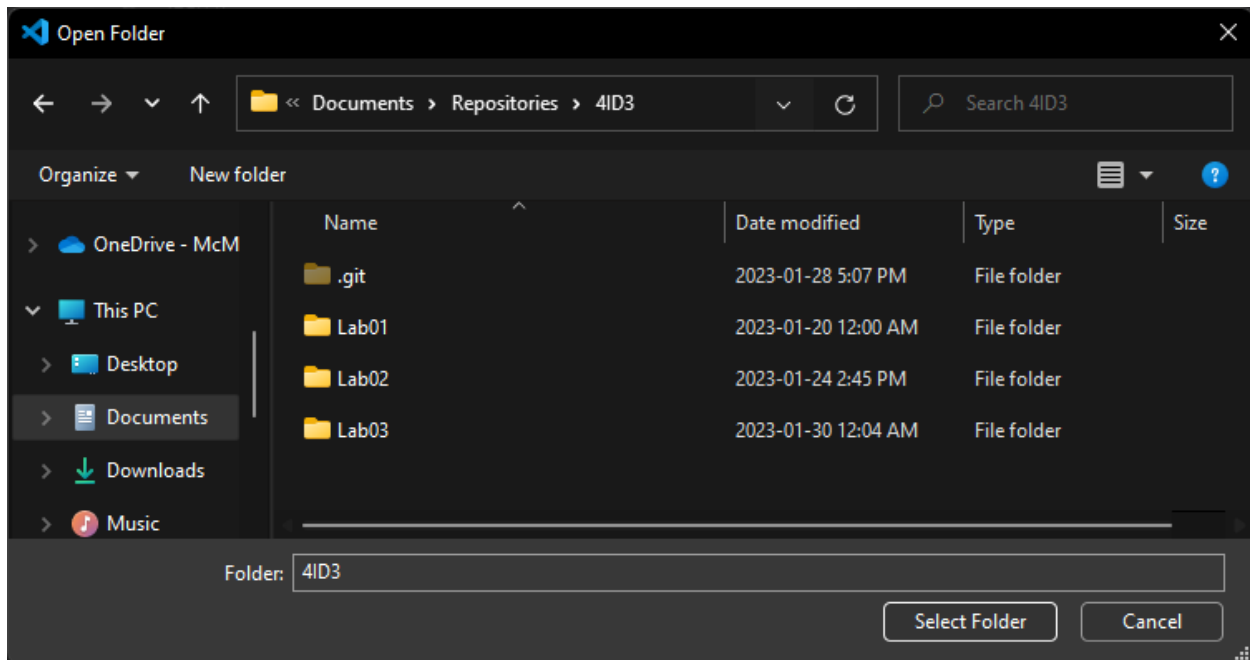 Open Folder
« Documents › Repositories › 4ID3
Search 4ID3
Organize
New folder
Name
Date modified
Type
Size
OneDrive - McM
This PC
Desktop
Documents
Downloads
Music
.git 2023-01-28 5:07 PM File folder
Lab01 2023-01-20 12:00 AM File folder
Lab02 2023-01-24 2:45 PM File folder
Lab03 2023-01-30 12:04 AM File folder
Folder: 4ID3
Select Folder
Cancel